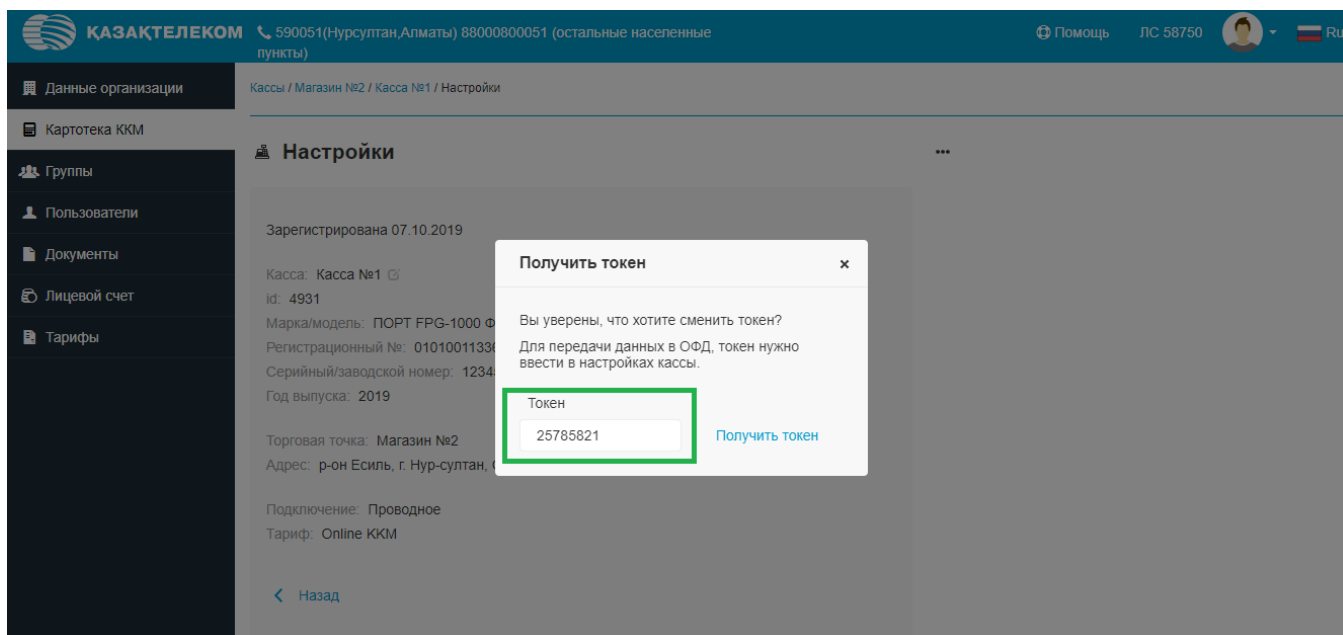 ҚАЗАҚТЕЛЕКОМ
590051(Нурсултан,Алматы) 88000800051 (остальные населенные
пункты)
Помощь
ЛС 58750
Ru
Данные организации
Картотека ККМ
Группы
Пользователи
Документы
Лицевой счет
Тарифы
Кассы / Магазин №2 / Касса №1 / Настройки
Настройки
Зарегистрирована 07.10.2019
Касса: Касса №1
id: 4931
Марка/модель: ПОРТ FPG-1000 Ф
Регистрационный №: 0101001133
Серийный/заводской номер: 1234
Год выпуска: 2019
Торговая точка: Магазин №2
Адрес: р-он Есиль, г. Нур-султан,
Подключение: Проводное
Тариф: Online ККМ
Назад
Получить токен
×
Вы уверены, что хотите сменить токен?
Для передачи данных в ОФД, токен нужно
ввести в настройках кассы.
Токен
25785821
Получить токен